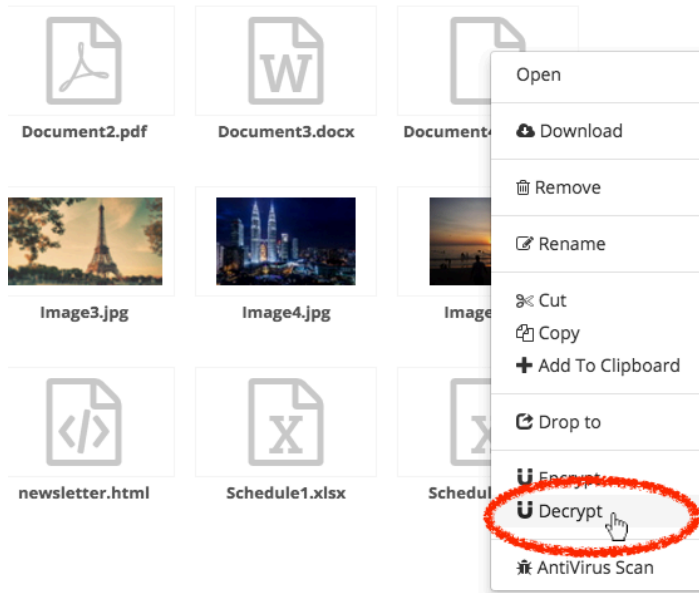 Document2.pdf
Document3.docx
Document4
Open
Download
Remove
Rename
Image3.jpg
Image4.jpg
Image
Cut
Copy
Add To Clipboard
Drop to
newsletter.html
Schedule1.xlsx
Schedul
Encrypt
Decrypt
AntiVirus Scan